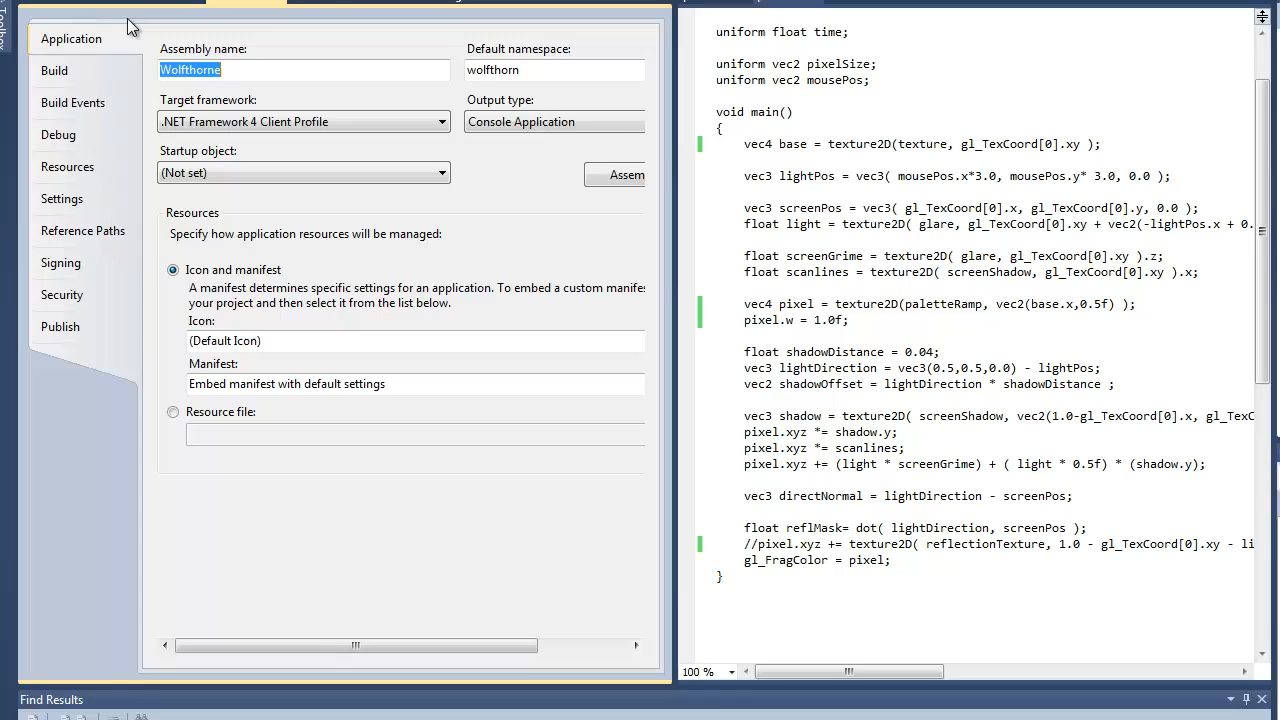 Toolbox
Application
Build
Build Events
Debug
Resources
Settings
Reference Paths
Signing
Security
Publish
Assembly name:
Default namespace:
Wolfthorne
wolfthorn
Target framework:
Output type:
.NET Framework 4 Client Profile
Console Application
Startup object:
(Not set)
Assem
Resources
Specify how application resources will be managed:
Icon and manifest
A manifest determines specific settings for an application. To embed a custom manifes
your project and then select it from the list below.
Icon:
(Default Icon)
Manifest:
Embed manifest with default settings
Resource file:
uniform float time;
uniform vec2 pixelSize;
uniform vec2 mousePos;
void main()
{
vec4 base = texture2D(texture, gl_TexCoord[0].xy );
vec3 lightPos = vec3( mousePos.x*3.0, mousePos.y* 3.0, 0.0 );
vec3 screenPos = vec3( gl_TexCoord[0].x, gl_TexCoord[0].y, 0.0 );
float light = texture2D( glare, gl_TexCoord[0].xy + vec2(-lightPos.x + 0.
float screenGrime = texture2D( glare, gl_TexCoord[0].xy ).z;
float scanlines = texture2D( screenShadow, gl_TexCoord[0].xy ).x;
vec4 pixel = texture2D(paletteRamp, vec2(base.x,0.5f) );
pixel.w = 1.0f;
float shadowDistance = 0.04;
vec3 lightDirection = vec3(0.5,0.5,0.0) - lightPos;
vec2 shadowOffset = lightDirection * shadowDistance ;
vec3 shadow = texture2D( screenShadow, vec2(1.0-gl_TexCoord[0].x, gl_TexC
pixel.xyz *= shadow.y;
pixel.xyz *= scanlines;
pixel.xyz += (light * screenGrime) + ( light * 0.5f) * (shadow.y);
vec3 directNormal = lightDirection - screenPos;
float reflMask= dot( lightDirection, screenPos );
//pixel.xyz += texture2D( reflectionTexture, 1.0 - gl_TexCoord[0].xy - li
gl_FragColor = pixel;
}
100 %
Find Results